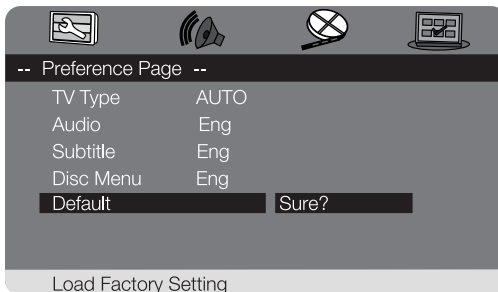 -- Preference Page --
TV Type AUTO
Audio Eng
Subtitle Eng
Disc Menu Eng
Default Sure?
Load Factory Setting